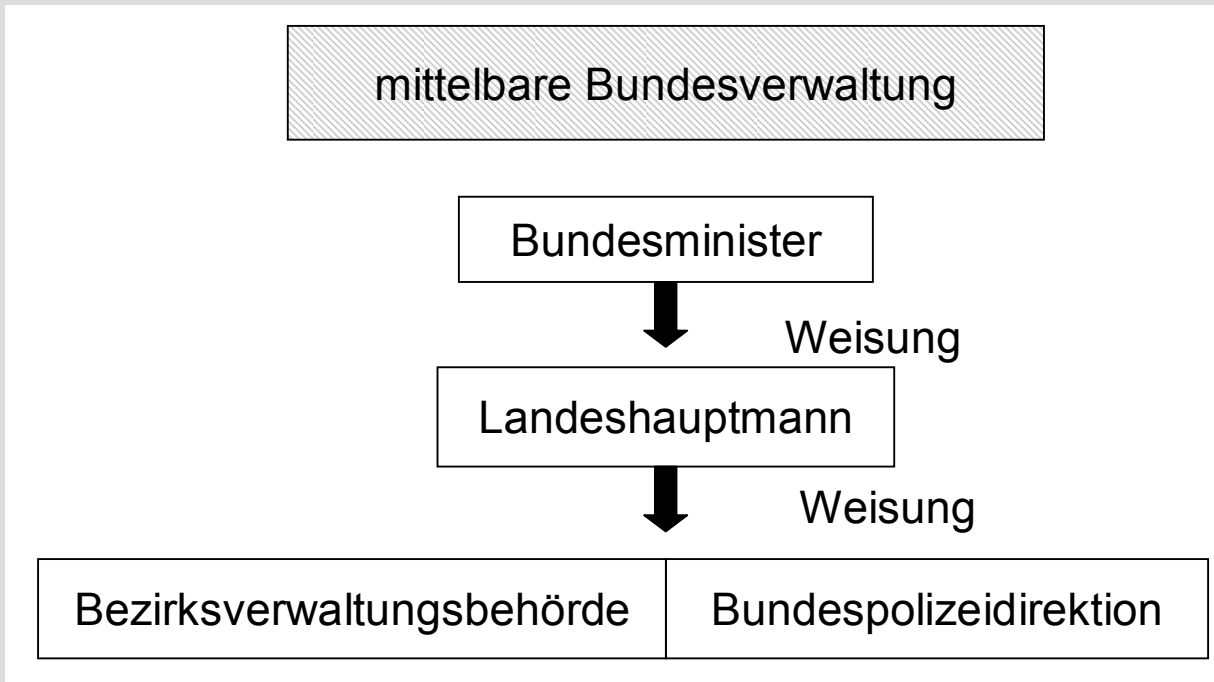 mittelbare Bundesverwaltung
Bundesminister
Weisung
Landeshauptmann
Weisung
Bezirksverwaltungsbehörde
Bundespolizeidirektion